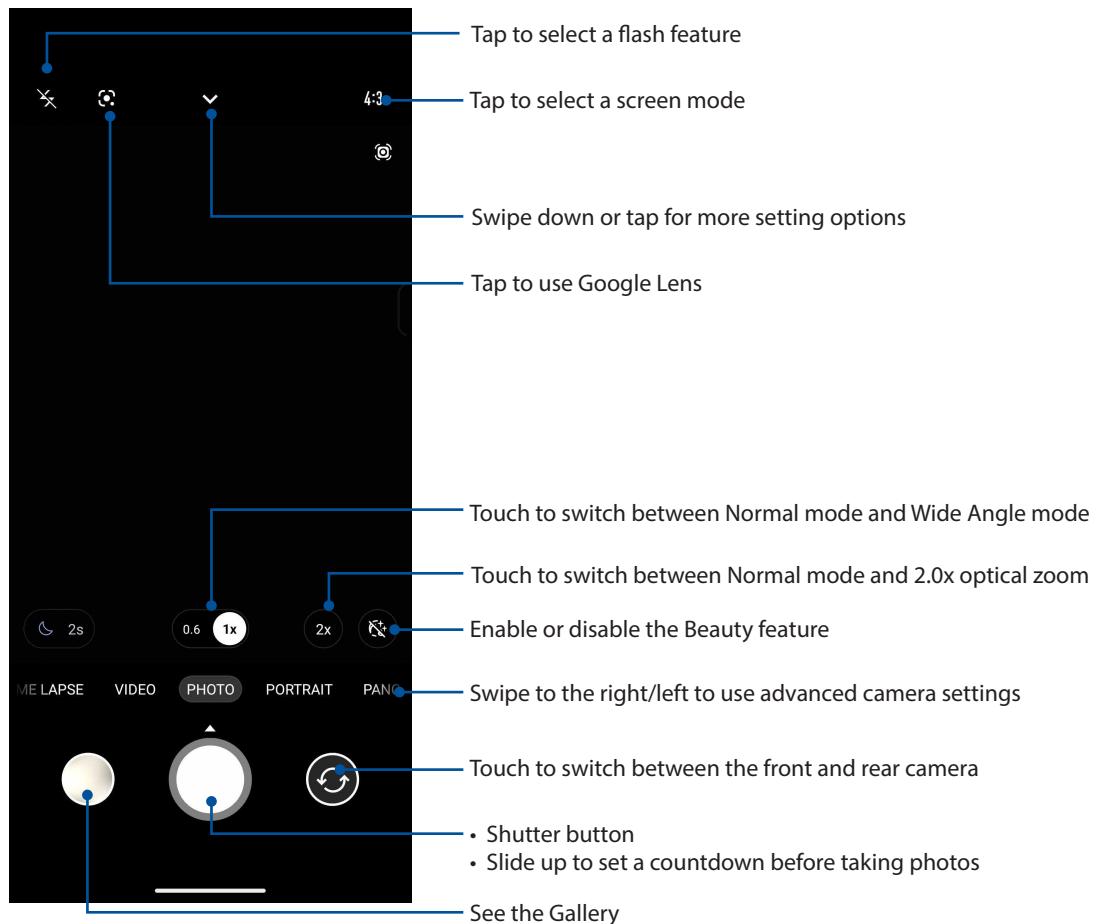 Tap to select a flash feature
4:3
Tap to select a screen mode
Swipe down or tap for more setting options
Tap to use Google Lens
Touch to switch between Normal mode and Wide Angle mode
Touch to switch between Normal mode and 2.0x optical zoom
2s
0.6 1x
2x
Enable or disable the Beauty feature
ME LAPSE VIDEO PHOTO PORTRAIT PANO
Swipe to the right/left to use advanced camera settings
Touch to switch between the front and rear camera
• Shutter button
• Slide up to set a countdown before taking photos
See the Gallery